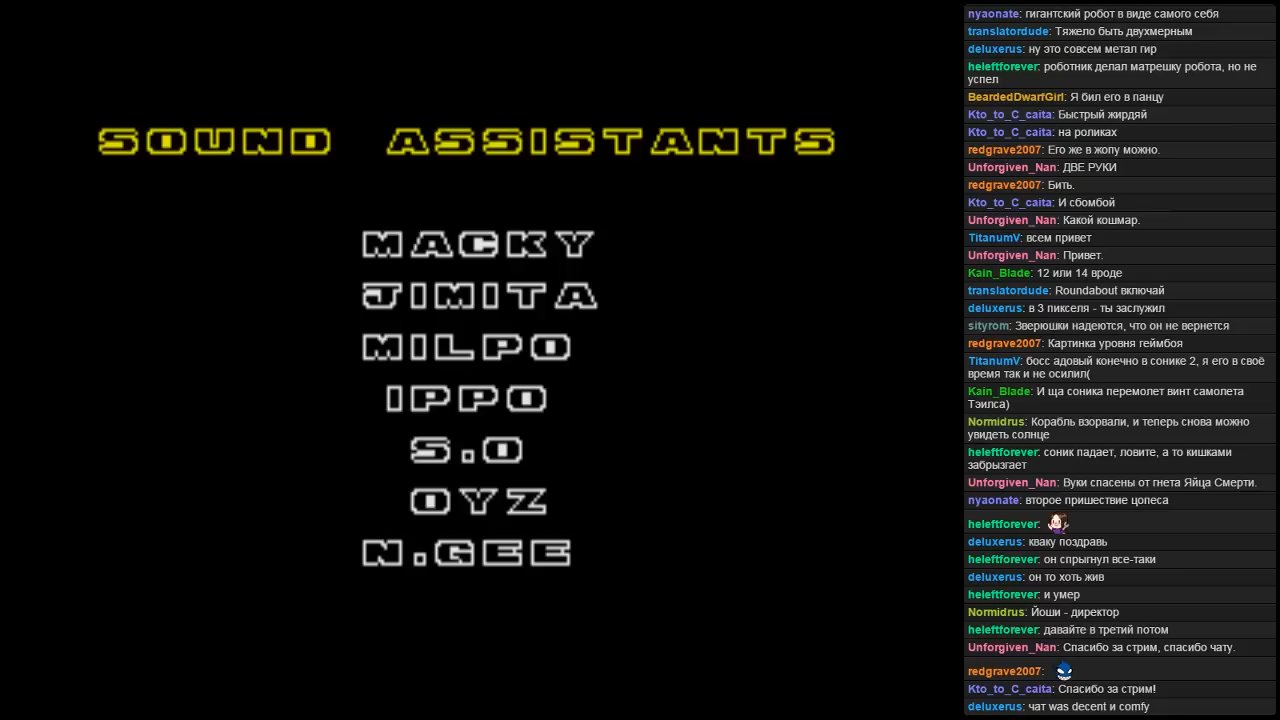 SOUND ASSISTANTS
MACKY
JIMITA
MILPO
IPPO
S.O
OYZ
N.GEE
nyaonate: гигантский робот в виде самого себя
translatordude: Тяжело быть двухмерным
deluxerus: ну это совсем метал гир
heleftforever: роботник делал матрешку робота, но не
успел
BeardedDwarfGirl: Я бил его в панцу
Kto_to_C_caita: Быстрый жирдяй
Kto_to_C_caita: на роликах
redgrave2007: Его же в жопу можно.
Unforgiven_Nan: ДВЕ РУКИ
redgrave2007: Бить.
Kto_to_C_caita: И сбомбой
Unforgiven_Nan: Какой кошмар.
TitanumV: всем привет
Unforgiven_Nan: Привет.
Kain_Blade: 12 или 14 вроде
translatordude: Roundabout включай
deluxerus: в 3 пикселя - ты заслужил
sityrom: Зверюшки надеются, что он не вернется
redgrave2007: Картинка уровня геймбоя
TitanumV: босс адовый конечно в сонике 2, я его в своё
время так и не осилил(
Kain_Blade: И ща соника перемолет винт самолета
Тэилса)
Normidrus: Корабль взорвали, и теперь снова можно
увидеть солнце
heleftforever: соник падает, ловите, а то кишками
забрызгает
Unforgiven_Nan: Вуки спасены от гнета Яйца Смерти.
nyaonate: второе пришествие цопеса
heleftforever:
deluxerus: кваку поздравь
heleftforever: он спрыгнул все-таки
deluxerus: он то хоть жив
heleftforever: и умер
Normidrus: Йоши - директор
heleftforever: давайте в третий потом
Unforgiven_Nan: Спасибо за стрим, спасибо чату.
redgrave2007:
Kto_to_C_caita: Спасибо за стрим!
deluxerus: чат was decent и comfy